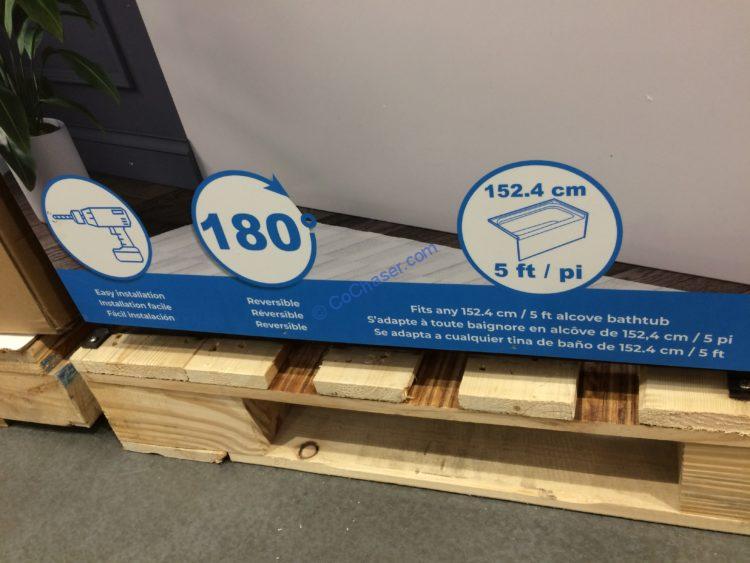 152.4 cm
5 ft / pi
180°
Easy installation
Installation facile
Fácil instalación
Reversible
Réversible
Reversible
Fits any 152.4 cm / 5 ft alcove bathtub
S'adapte à toute baignore en alcôve de 152,4 cm / 5 pi
Se adapta a cualquier tina de baño de 152.4 cm / 5 ft
© CoChaser.com